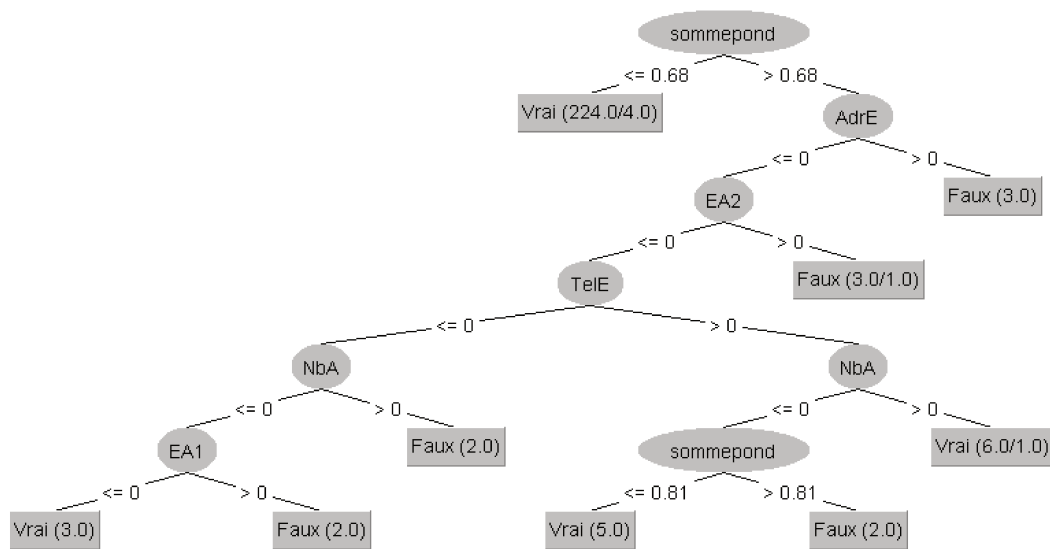 sommepond
<= 0.68 > 0.68
Vrai (224.0/4.0) AdrE
<= 0 > 0
EA2 Faux (3.0)
<= 0 > 0
TelE Faux (3.0/1.0)
<= 0 > 0
NbA NbA
<= 0 > 0 <= 0 > 0
EA1 Faux (2.0) sommepond Vrai (6.0/1.0)
<= 0 > 0 <= 0.81 > 0.81
Vrai (3.0) Faux (2.0) Vrai (5.0) Faux (2.0)